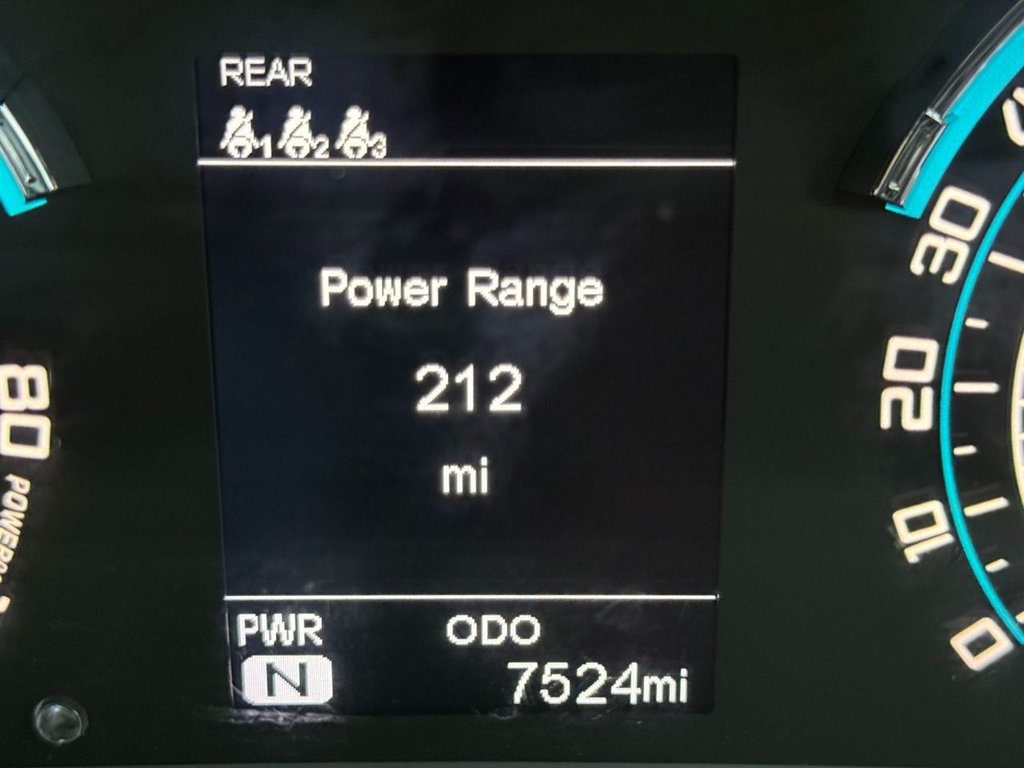 REAR
1 2 3
Power Range
212
mi
PWR ODO
N 7524mi
80
30
20
10
0